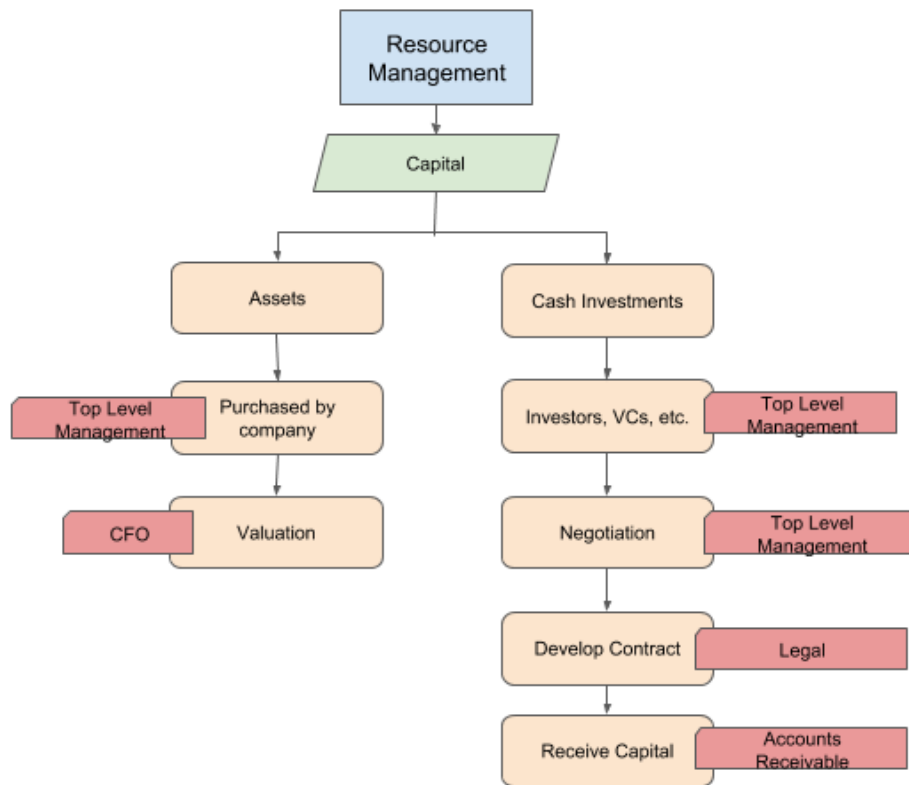 Resource
Management
Capital
Assets
Cash Investments
Top Level
Management
Purchased by
company
Investors, VCs, etc.
Top Level
Management
CFO
Valuation
Negotiation
Top Level
Management
Develop Contract
Legal
Receive Capital
Accounts
Receivable